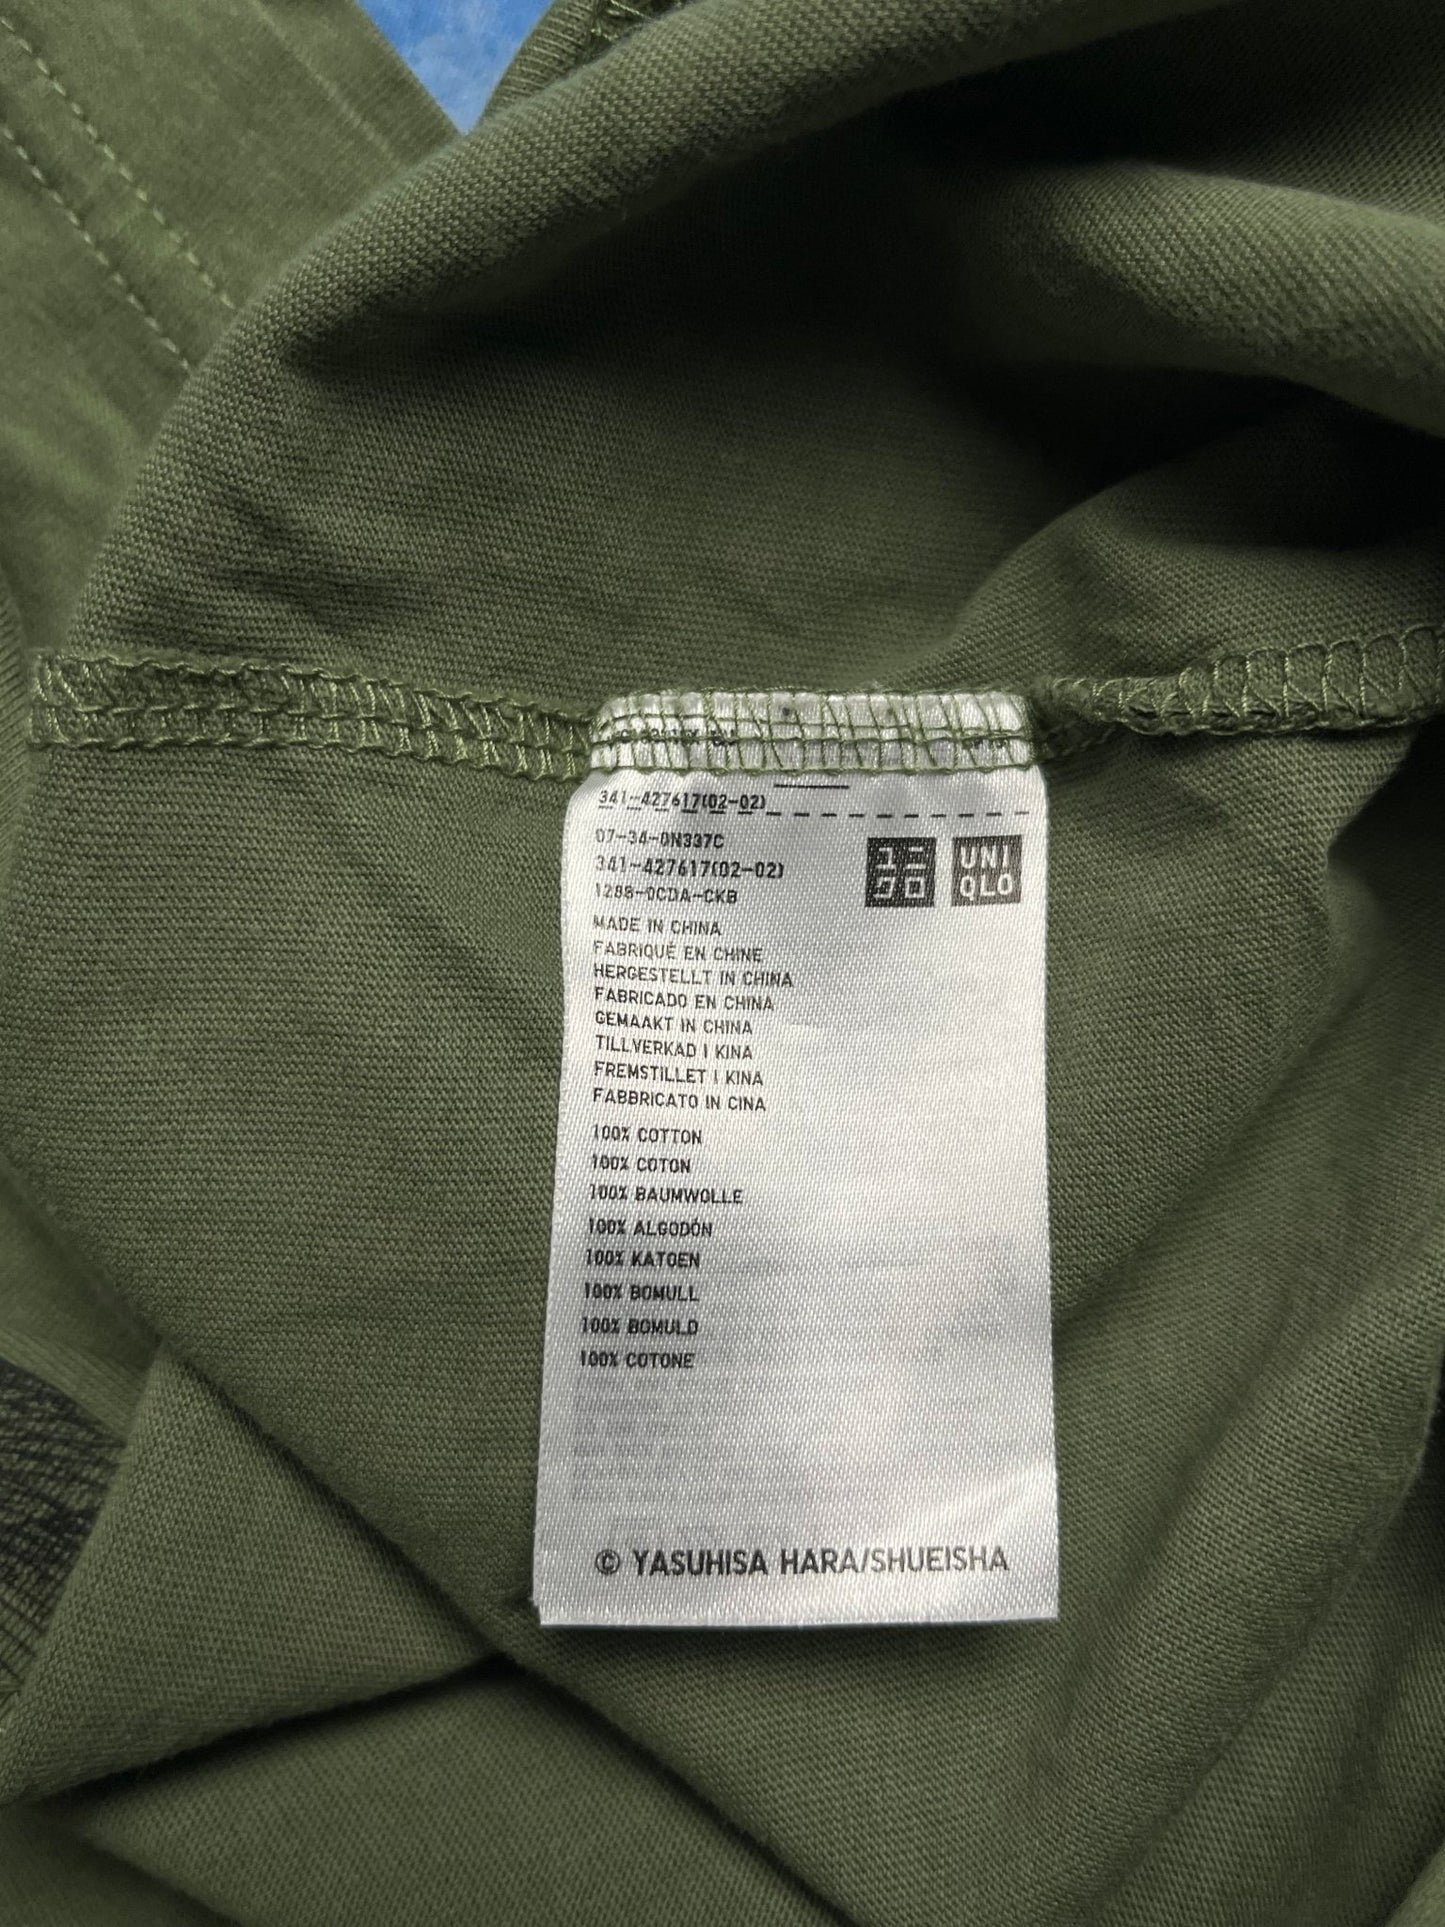 341-427617(02-02)
07-34-0N337C
341-427617(02-02)
1288-0CDA-CKB
ユニ
クロ
UNI
QLO
MADE IN CHINA
FABRIQUÉ EN CHINE
HERGESTELLT IN CHINA
FABRICADO EN CHINA
GEMAAKT IN CHINA
TILLVERKAD I KINA
FREMSTILLET I KINA
FABBRICATO IN CINA
100% COTTON
100% COTON
100% BAUMWOLLE
100% ALGODÓN
100% KATOEN
100% BOMULL
100% BOMULD
100% COTONE
© YASUHISA HARA/SHUEISHA